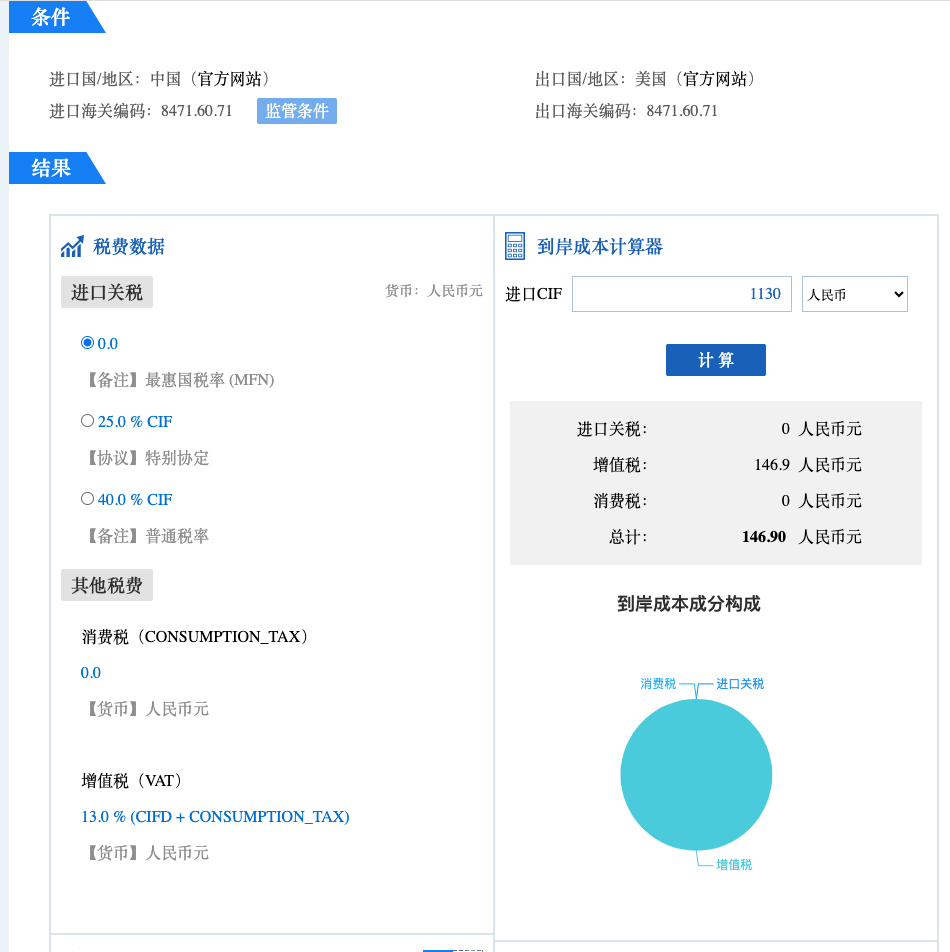 条件
进口国/地区：中国（官方网站）
出口国/地区：美国（官方网站）
进口海关编码：8471.60.71 监管条件
出口海关编码：8471.60.71
结果
税费数据
进口关税 货币：人民币元
0.0
【备注】最惠国税率 (MFN)
25.0 % CIF
【协议】特别协定
40.0 % CIF
【备注】普通税率
其他税费
消费税（CONSUMPTION_TAX）
0.0
【货币】人民币元
增值税（VAT）
13.0 % (CIFD + CONSUMPTION_TAX)
【货币】人民币元
到岸成本计算器
进口CIF 1130 人民币
计 算
进口关税： 0 人民币元
增值税： 146.9 人民币元
消费税： 0 人民币元
总计： 146.90 人民币元
到岸成本成分构成
消费税 进口关税
增值税